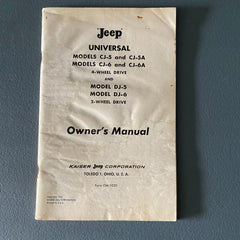 Jeep
UNIVERSAL
MODELS CJ-5 and CJ-5A
MODELS CJ-6 and CJ-6A
4-WHEEL DRIVE
AND
MODEL DJ-5
MODEL DJ-6
2-WHEEL DRIVE
Owner's Manual
KAISER Jeep CORPORATION
TOLEDO 1, OHIO, U. S. A.